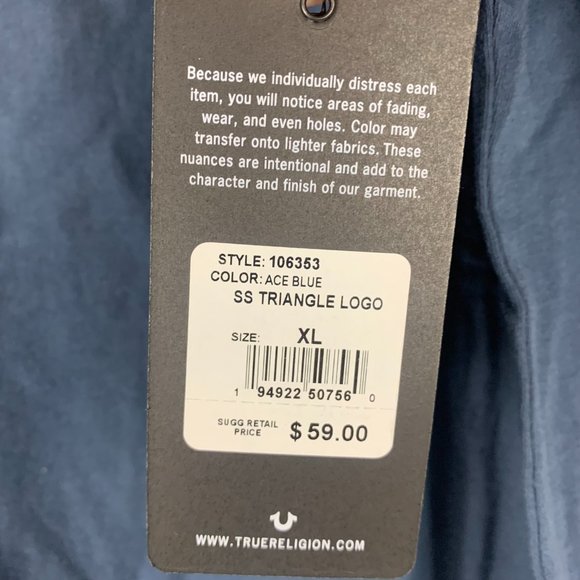 Because we individually distress each
item, you will notice areas of fading,
wear, and even holes. Color may
transfer onto lighter fabrics. These
nuances are intentional and add to the
character and finish of our garment.
STYLE: 106353
COLOR: ACE BLUE
SS TRIANGLE LOGO
SIZE: XL
1 94922 50756 0
SUGG RETAIL
PRICE $ 59.00
WWW.TRUERELIGION.COM